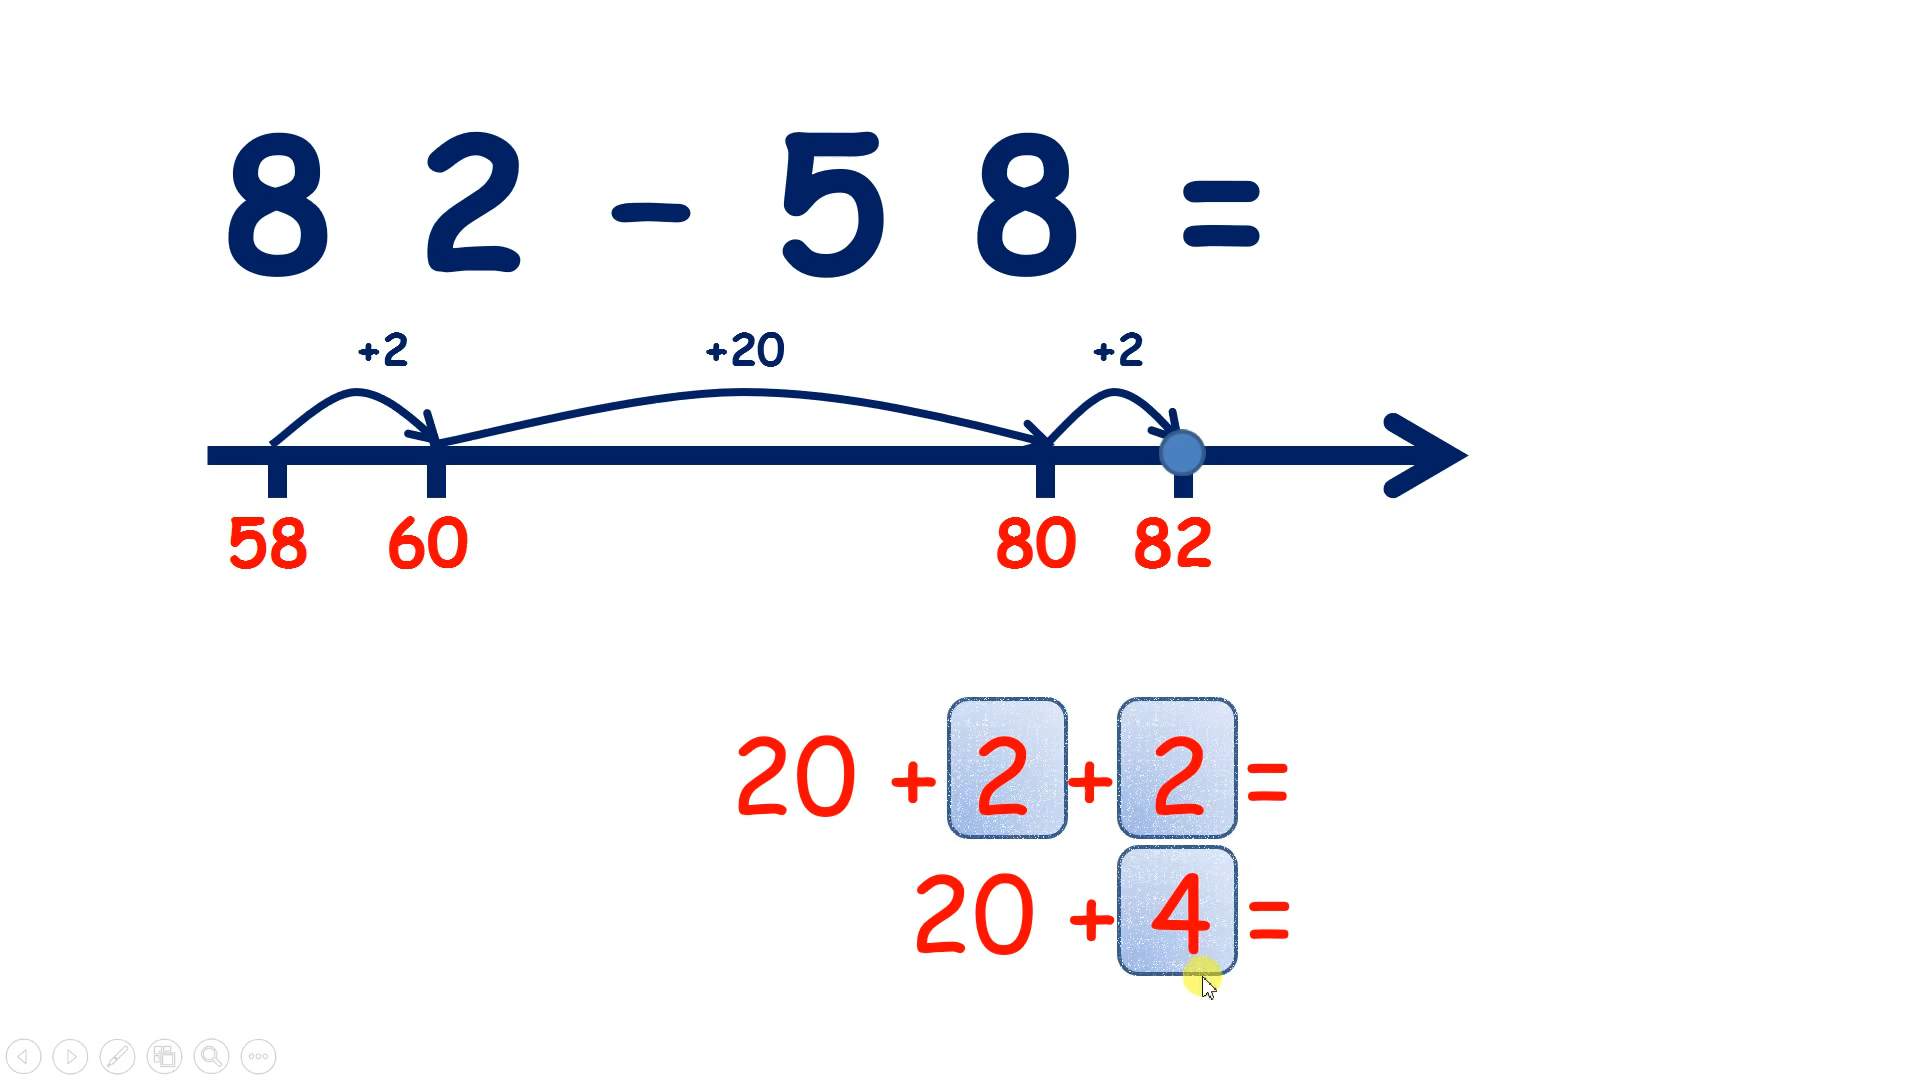 8 2 - 5 8 =
+2 +20 +2
58 60 80 82
20 + 2 + 2 =
20 + 4 =